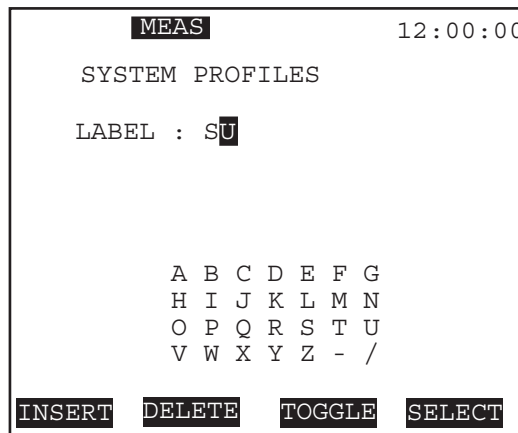 MEAS 12:00:00
SYSTEM PROFILES
LABEL : SU
A B C D E F G
H I J K L M N
O P Q R S T U
V W X Y Z - /
INSERT DELETE TOGGLE SELECT